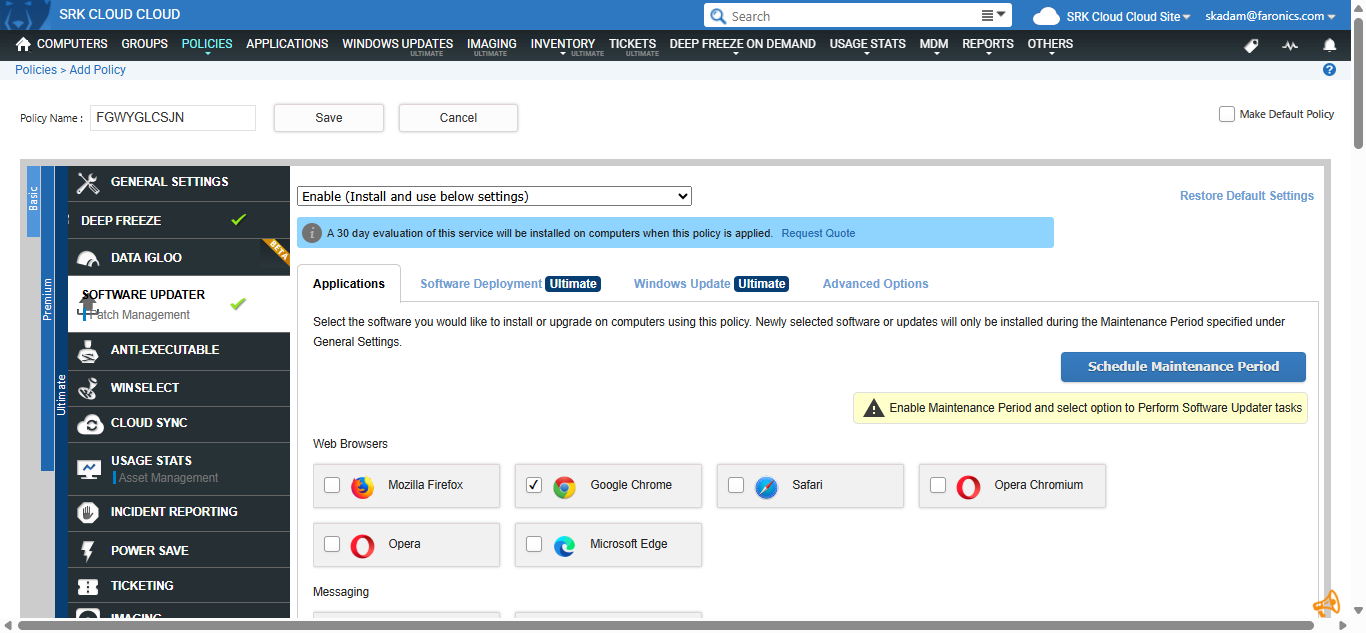 SRK CLOUD CLOUD
Search
SRK Cloud Cloud Site
skadam@faronics.com
COMPUTERS
GROUPS
POLICIES
APPLICATIONS
WINDOWS UPDATES
ULTIMATE
IMAGING
ULTIMATE
INVENTORY
ULTIMATE
TICKETS
ULTIMATE
DEEP FREEZE ON DEMAND
USAGE STATS
MDM
REPORTS
OTHERS
Policies > Add Policy
?
Policy Name :
FGWYGLCSJN
Save
Cancel
Make Default Policy
Basic
Premium
Ultimate
GENERAL SETTINGS
DEEP FREEZE
DATA IGLOO
BETA
SOFTWARE UPDATER
Patch Management
ANTI-EXECUTABLE
WINSELECT
CLOUD SYNC
USAGE STATS
Asset Management
INCIDENT REPORTING
POWER SAVE
TICKETING
IMAGING
Enable (Install and use below settings)
Restore Default Settings
A 30 day evaluation of this service will be installed on computers when this policy is applied. Request Quote
Applications
Software Deployment Ultimate
Windows Update Ultimate
Advanced Options
Select the software you would like to install or upgrade on computers using this policy. Newly selected software or updates will only be installed during the Maintenance Period specified under
General Settings.
Schedule Maintenance Period
Enable Maintenance Period and select option to Perform Software Updater tasks
Web Browsers
Mozilla Firefox
Google Chrome
Safari
Opera Chromium
Opera
Microsoft Edge
Messaging